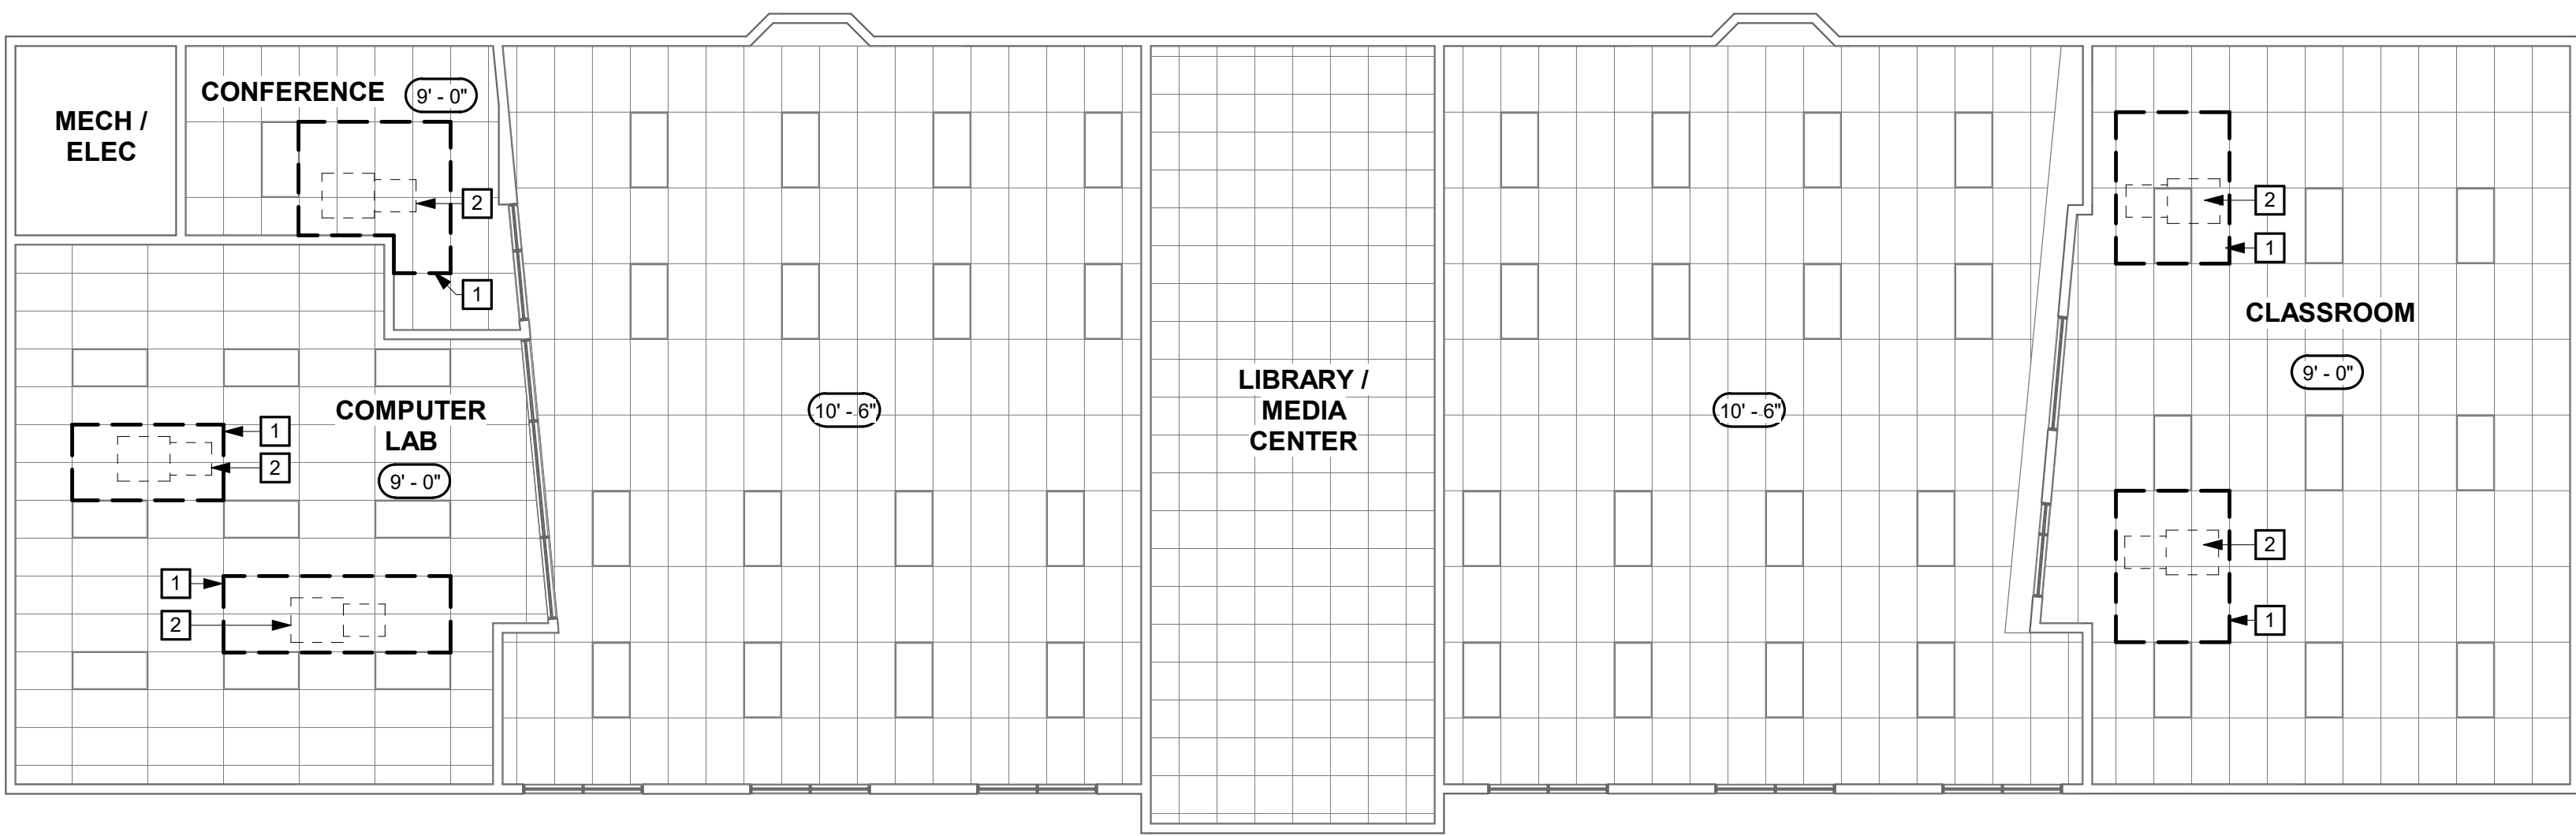 CONFERENCE
9' - 0"
MECH /
ELEC
2
1
COMPUTER
LAB
9' - 0"
1
2
1
2
10' - 6"
LIBRARY /
MEDIA
CENTER
10' - 6"
2
1
CLASSROOM
9' - 0"
2
1